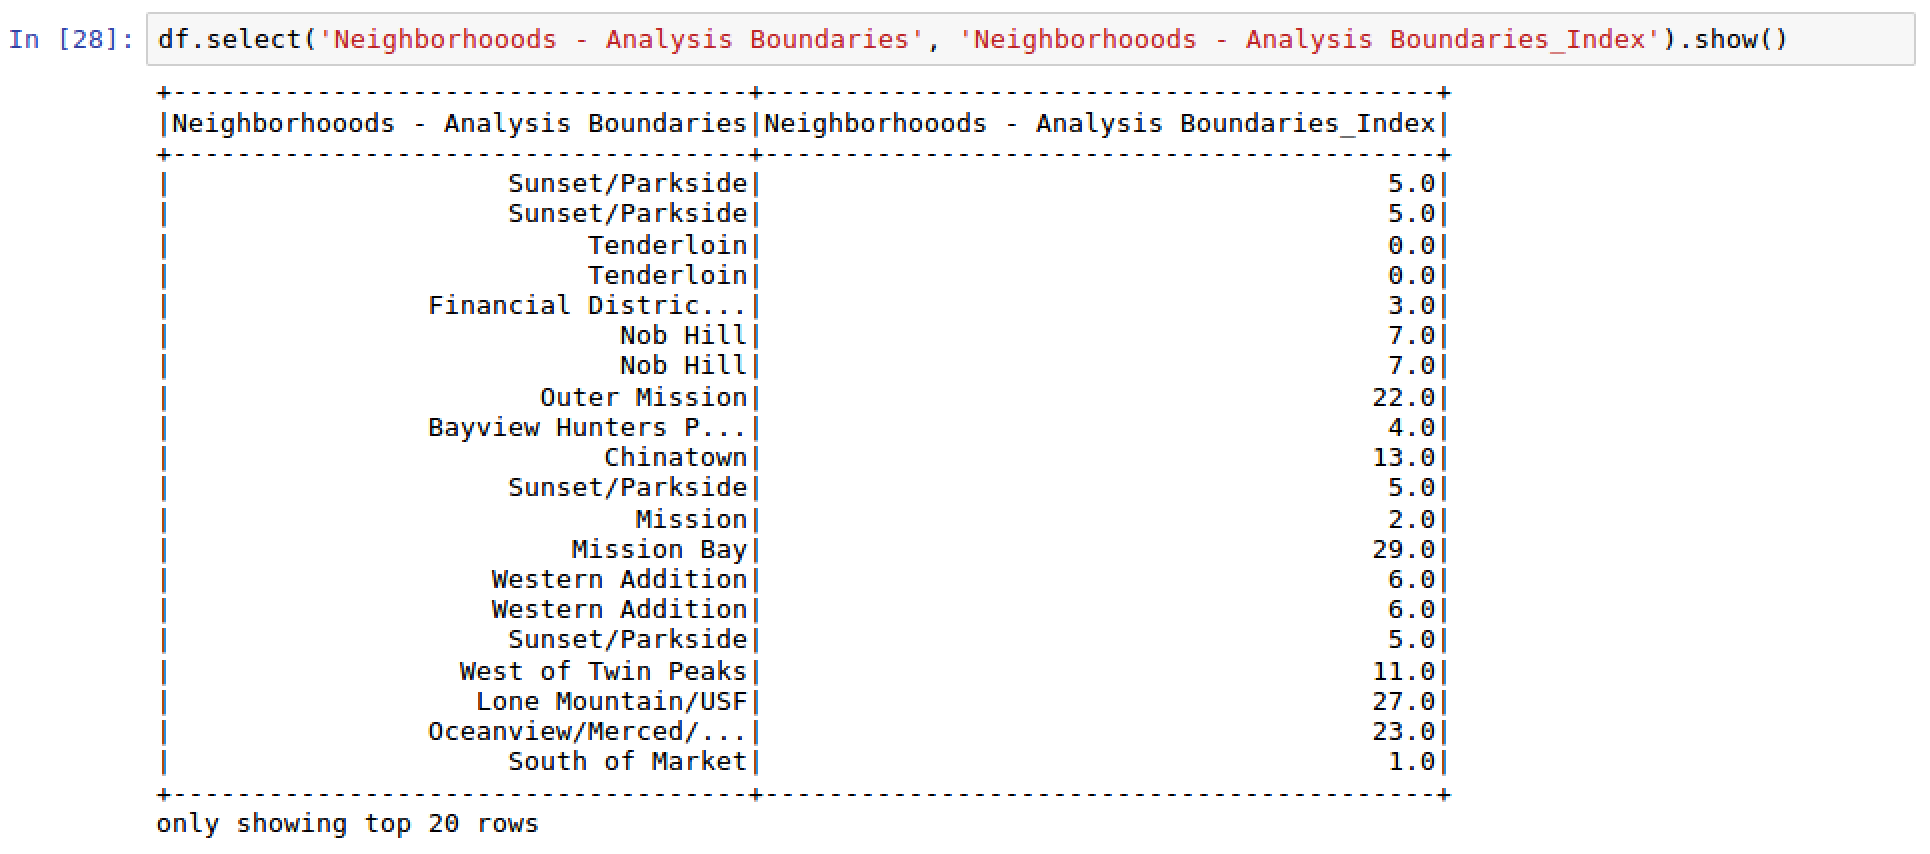 In [28]: df.select('Neighborhooods - Analysis Boundaries', 'Neighborhooods - Analysis Boundaries_Index').show()
+------------------------------------+------------------------------------------+
|Neighborhooods - Analysis Boundaries|Neighborhooods - Analysis Boundaries_Index|
+------------------------------------+------------------------------------------+
|                     Sunset/Parkside|                                       5.0|
|                     Sunset/Parkside|                                       5.0|
|                          Tenderloin|                                       0.0|
|                          Tenderloin|                                       0.0|
|                Financial Distric...|                                       3.0|
|                            Nob Hill|                                       7.0|
|                            Nob Hill|                                       7.0|
|                       Outer Mission|                                      22.0|
|                Bayview Hunters P...|                                       4.0|
|                           Chinatown|                                      13.0|
|                     Sunset/Parkside|                                       5.0|
|                             Mission|                                       2.0|
|                         Mission Bay|                                      29.0|
|                    Western Addition|                                       6.0|
|                    Western Addition|                                       6.0|
|                     Sunset/Parkside|                                       5.0|
|                  West of Twin Peaks|                                      11.0|
|                   Lone Mountain/USF|                                      27.0|
|                Oceanview/Merced/...|                                      23.0|
|                     South of Market|                                       1.0|
+------------------------------------+------------------------------------------+
only showing top 20 rows